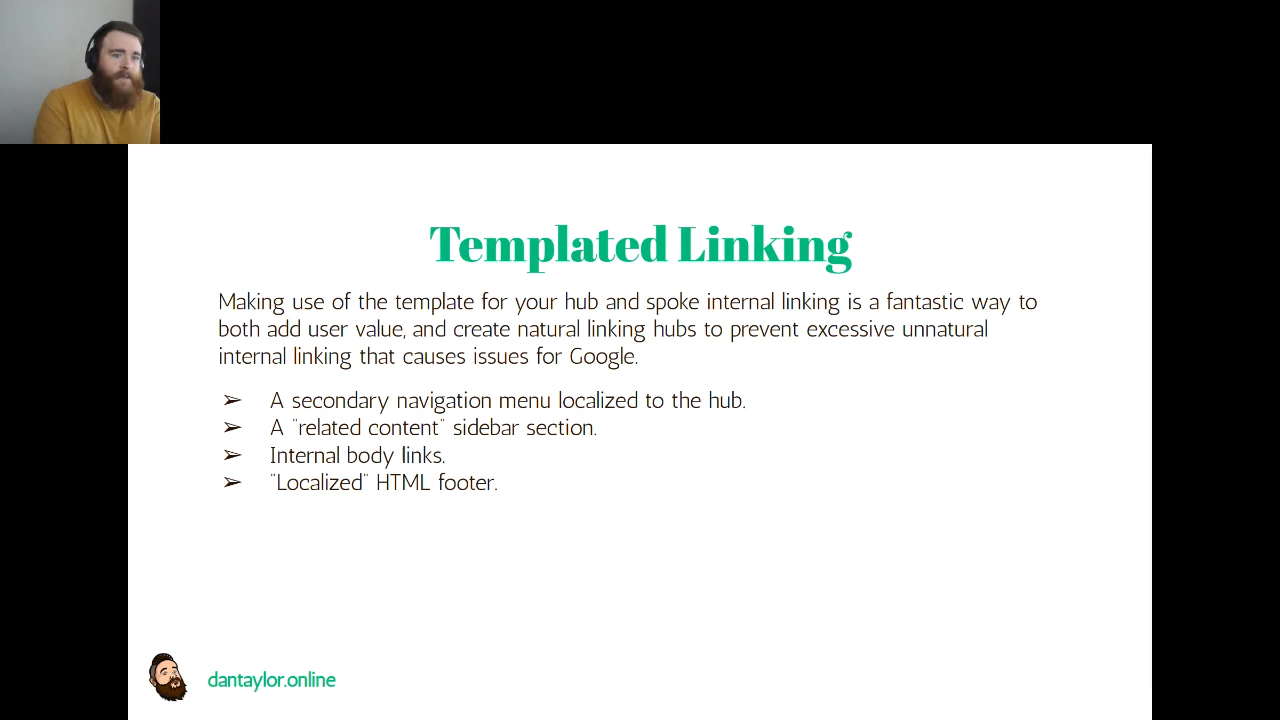 Templated Linking
Making use of the template for your hub and spoke internal linking is a fantastic way to
both add user value, and create natural linking hubs to prevent excessive unnatural
internal linking that causes issues for Google.
➢ A secondary navigation menu localized to the hub.
➢ A "related content" sidebar section.
➢ Internal body links.
➢ "Localized" HTML footer.
dantaylor.online